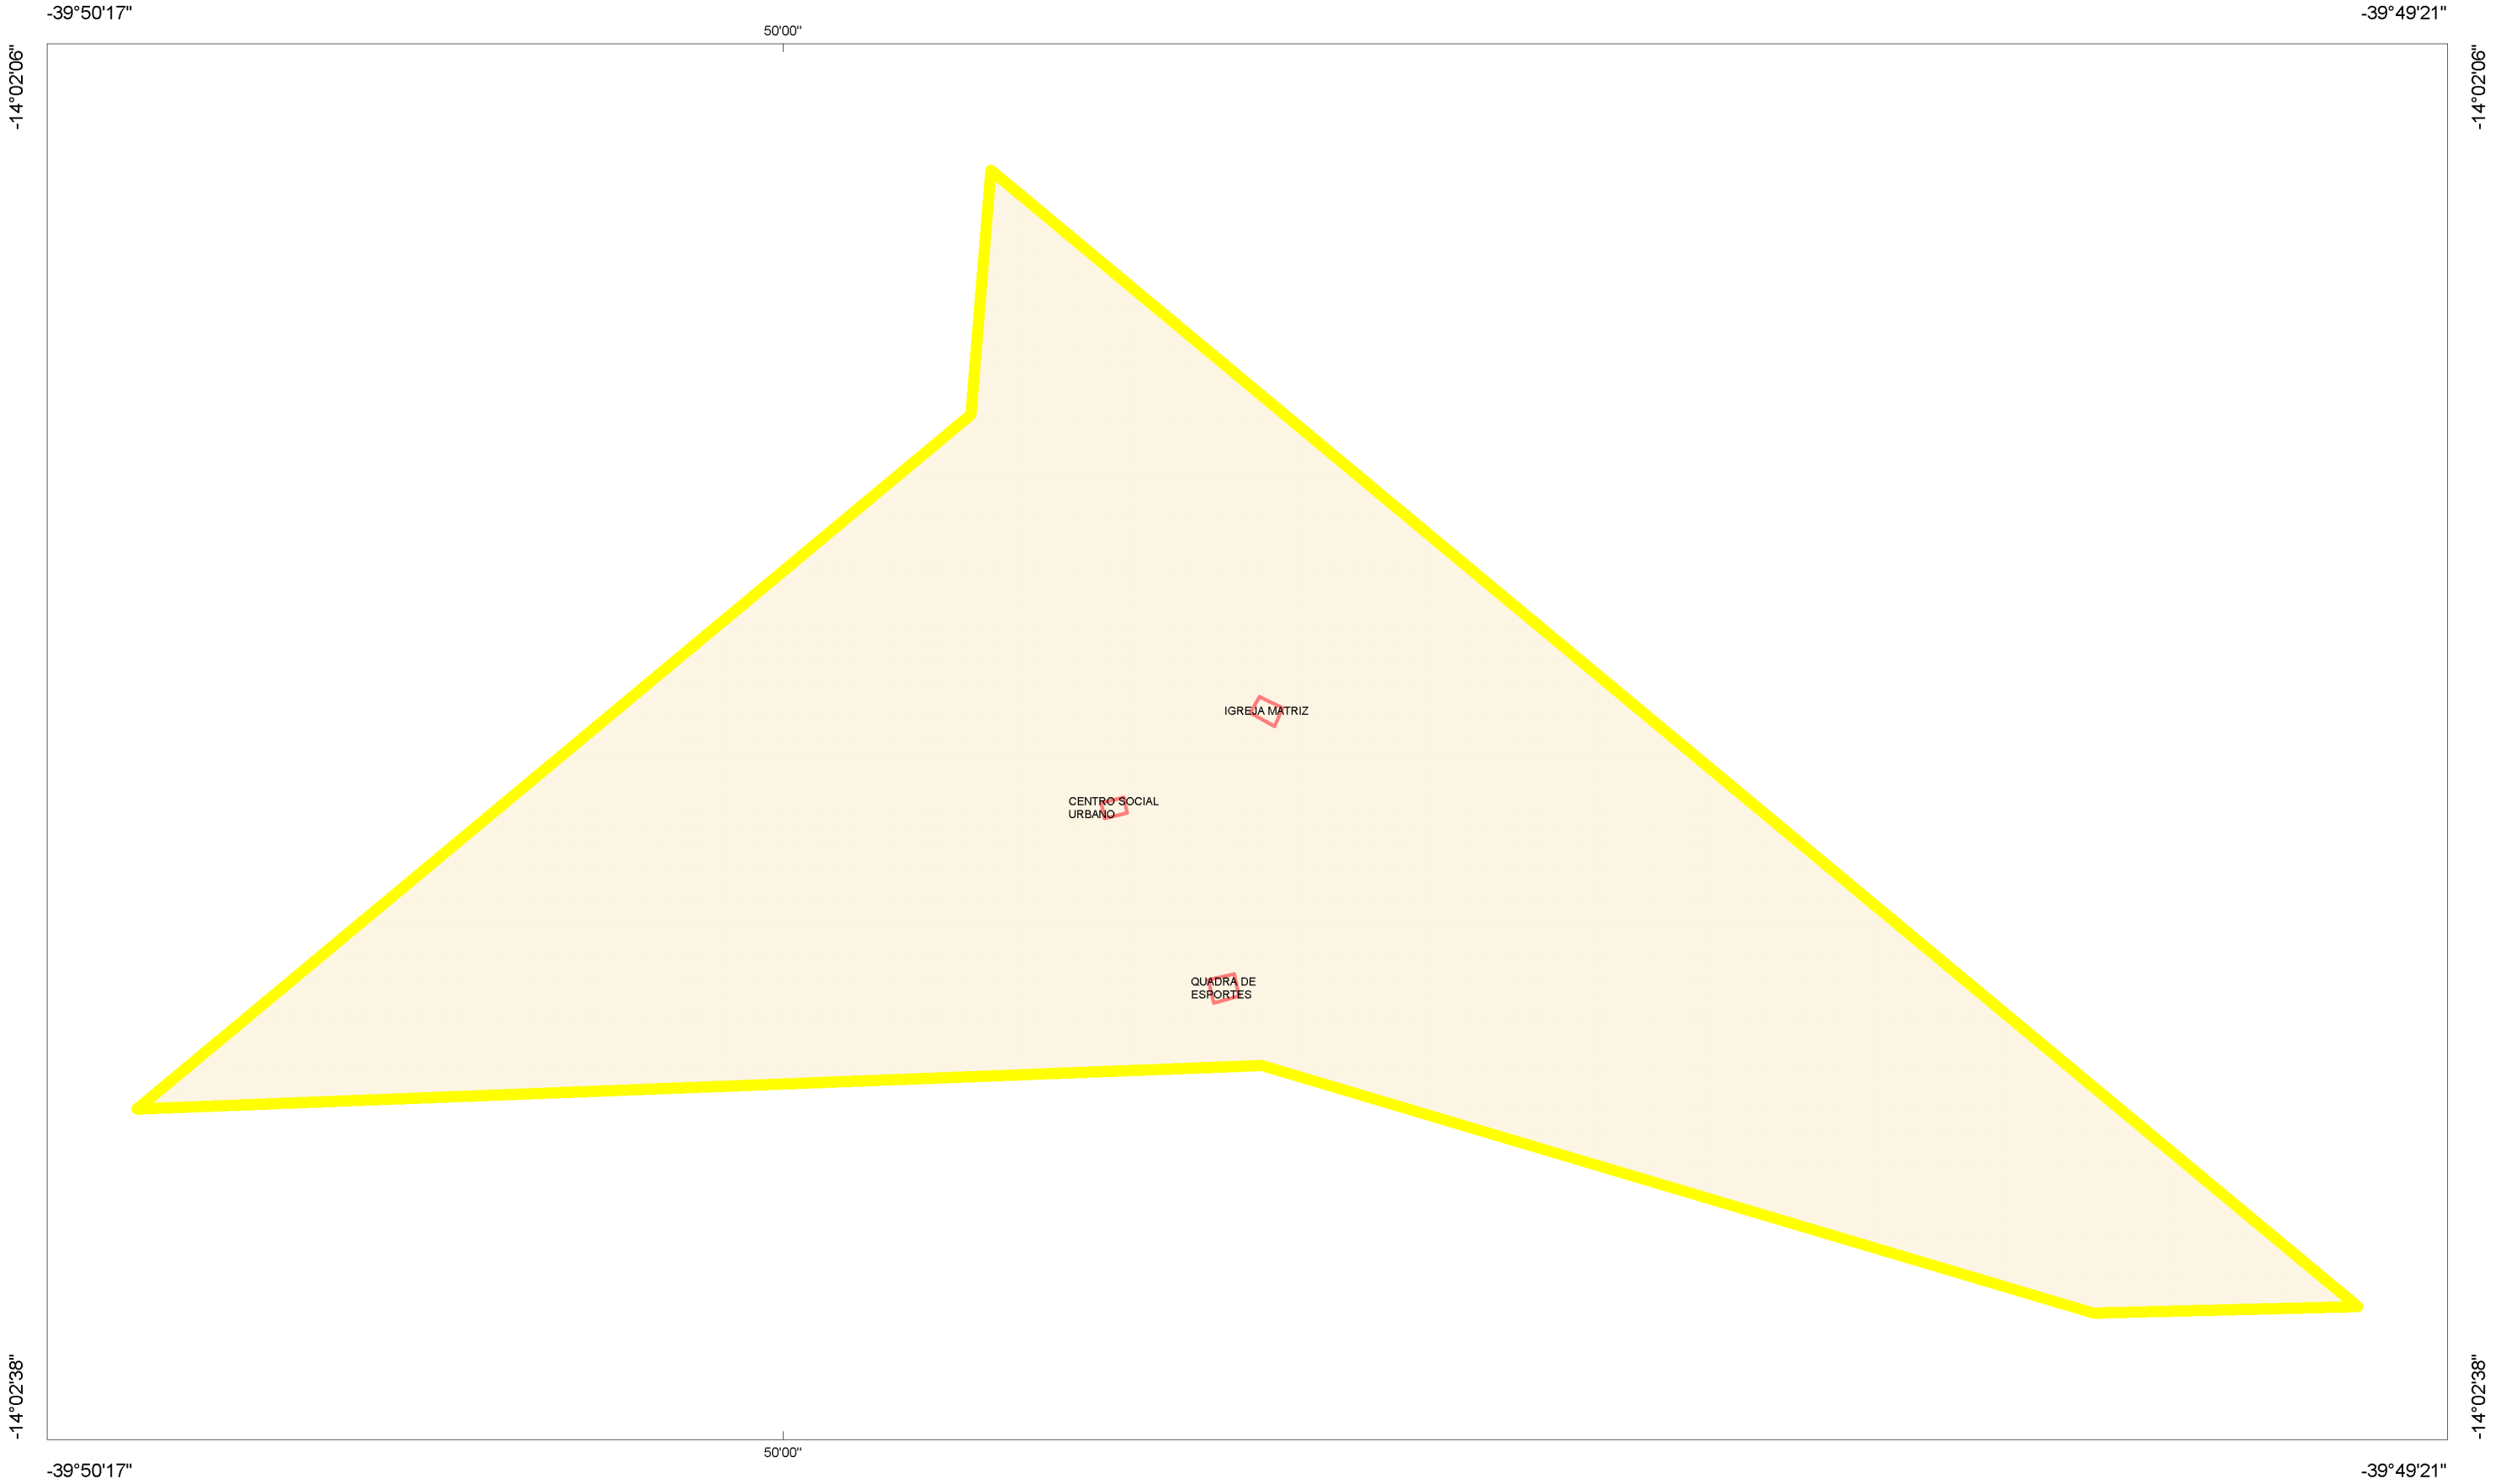 -39°50'17"
-39°49'21"
50'00"
-14°02'06"
-14°02'06"
IGREJA MATRIZ
CENTRO SOCIAL
URBANO
QUADRA DE
ESPORTES
-14°02'38"
-14°02'38"
50'00"
-39°50'17"
-39°49'21"